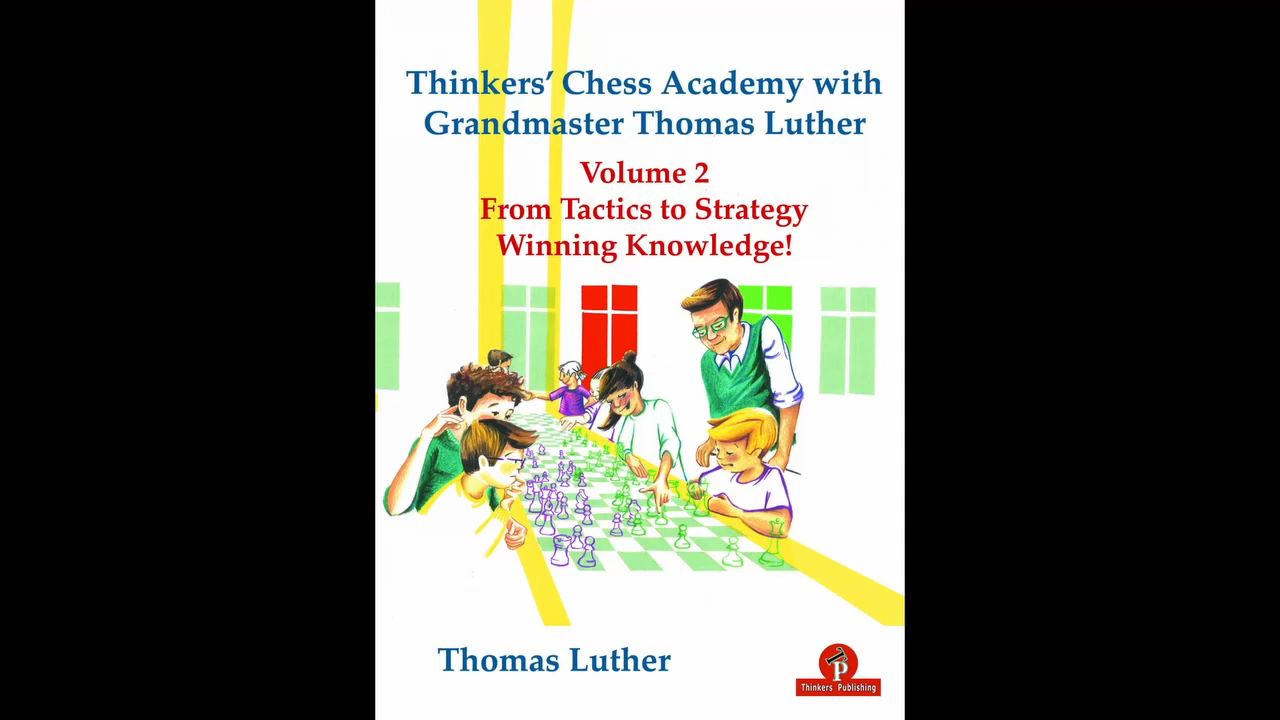 Thinkers’ Chess Academy with
Grandmaster Thomas Luther
Volume 2
From Tactics to Strategy
Winning Knowledge!
Thomas Luther
P
Thinkers Publishing